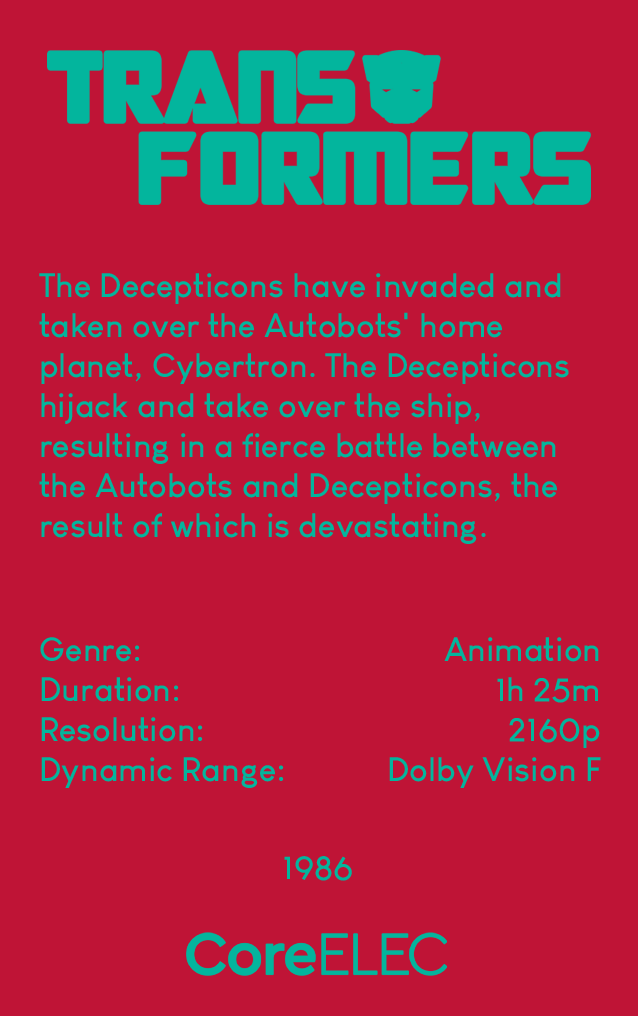 TRANS
FORMERS
The Decepticons have invaded and
taken over the Autobots' home
planet, Cybertron. The Decepticons
hijack and take over the ship,
resulting in a fierce battle between
the Autobots and Decepticons, the
result of which is devastating.
Genre: Animation
Duration: 1h 25m
Resolution: 2160p
Dynamic Range: Dolby Vision F
1986
CoreELEC